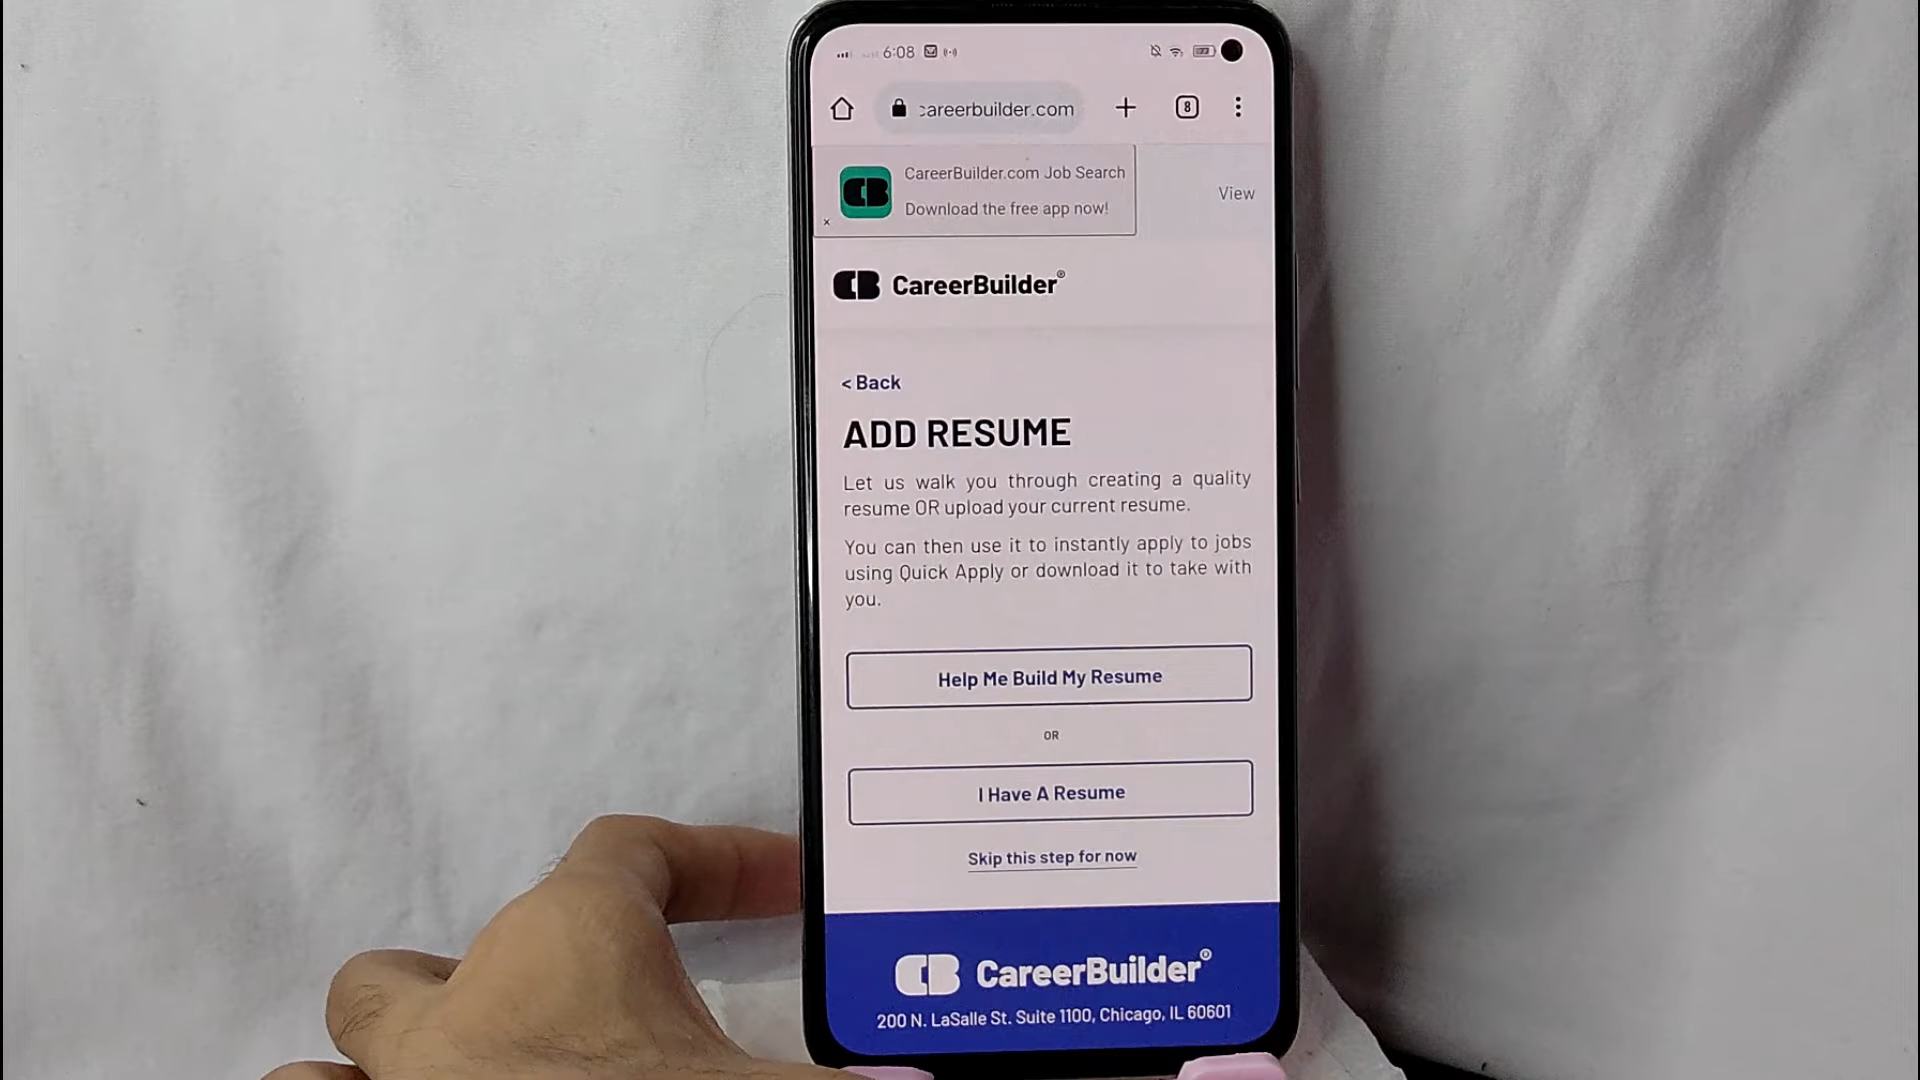 6:08
careerbuilder.com
8
CareerBuilder.com Job Search
Download the free app now!
View
×
CB CareerBuilder®
< Back
ADD RESUME
Let us walk you through creating a quality
resume OR upload your current resume.
You can then use it to instantly apply to jobs
using Quick Apply or download it to take with
you.
Help Me Build My Resume
OR
I Have A Resume
Skip this step for now
CB CareerBuilder®
200 N. LaSalle St. Suite 1100, Chicago, IL 60601